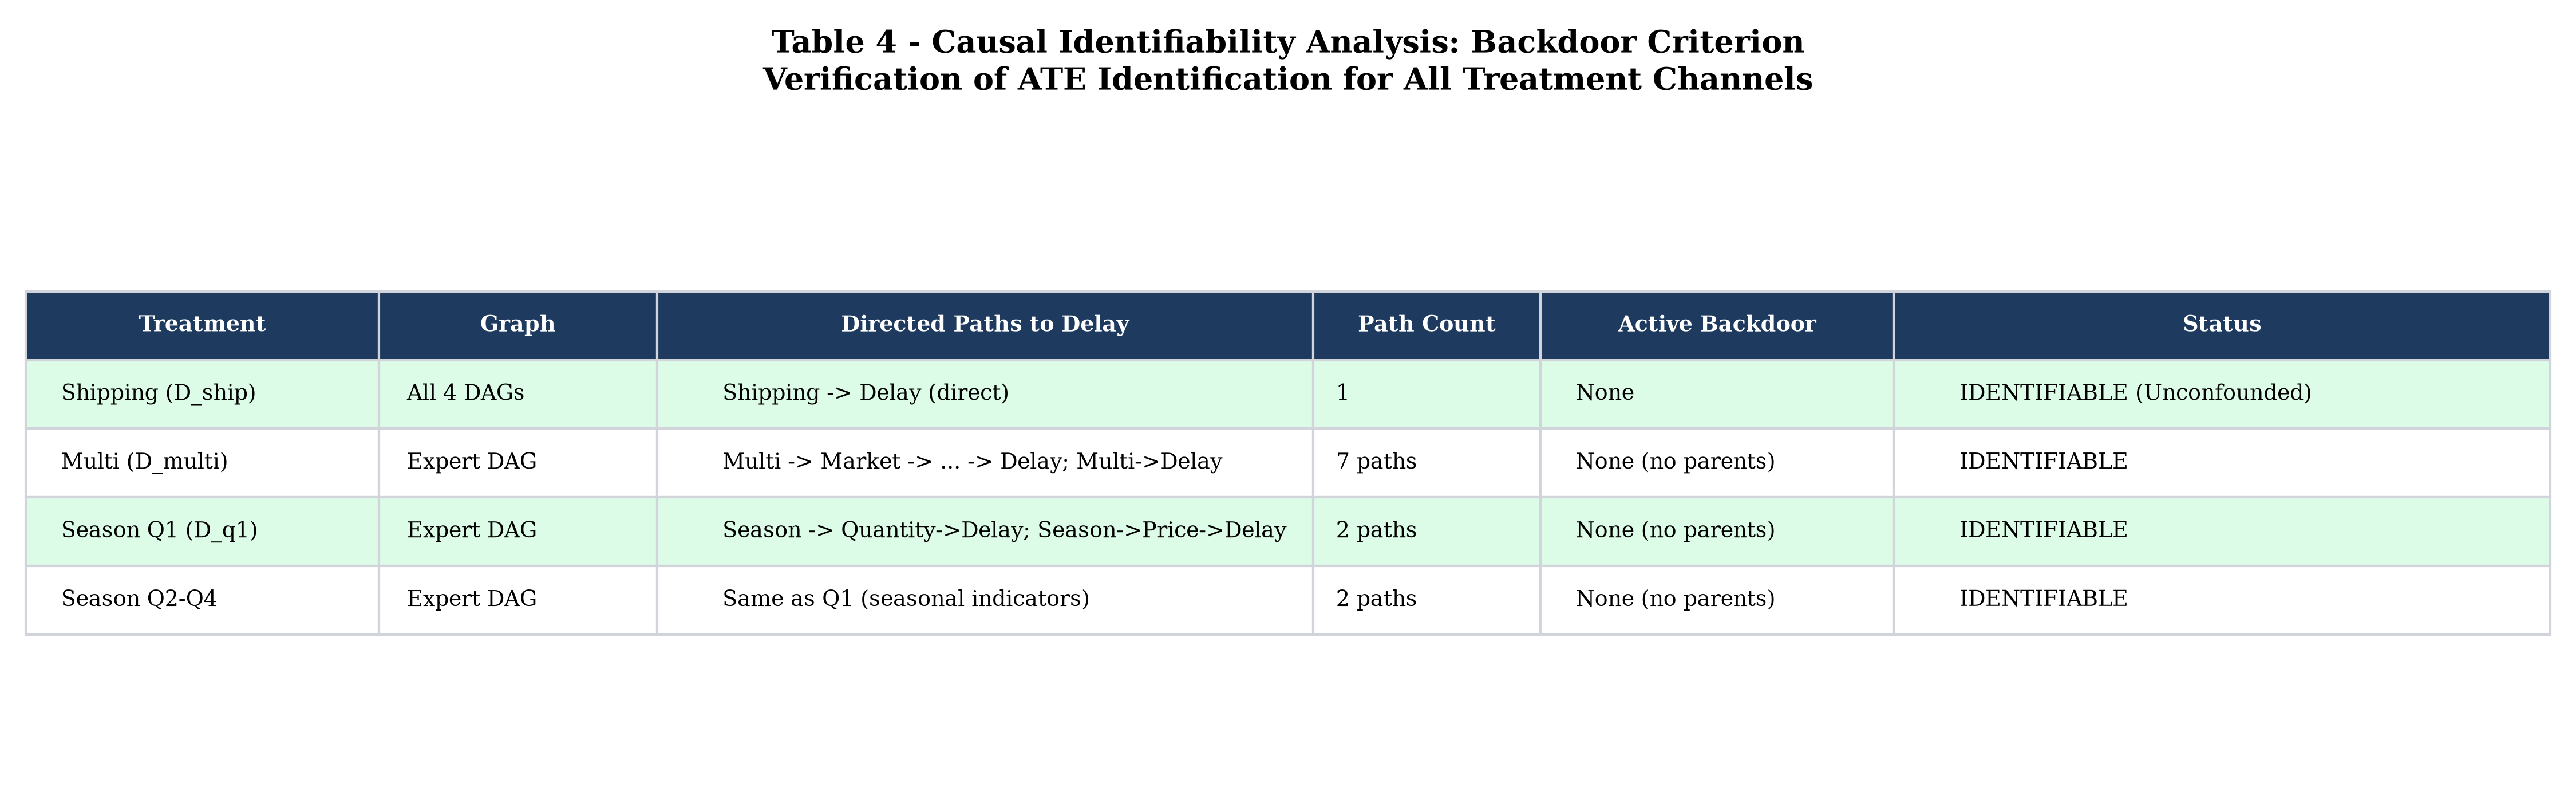 Table 4 - Causal Identifiability Analysis: Backdoor Criterion
Verification of ATE Identification for All Treatment Channels
Treatment Graph Directed Paths to Delay Path Count Active Backdoor Status
Shipping (D_ship) All 4 DAGs Shipping -> Delay (direct) 1 None IDENTIFIABLE (Unconfounded)
Multi (D_multi) Expert DAG Multi -> Market -> ... -> Delay; Multi->Delay 7 paths None (no parents) IDENTIFIABLE
Season Q1 (D_q1) Expert DAG Season -> Quantity->Delay; Season->Price->Delay 2 paths None (no parents) IDENTIFIABLE
Season Q2-Q4 Expert DAG Same as Q1 (seasonal indicators) 2 paths None (no parents) IDENTIFIABLE